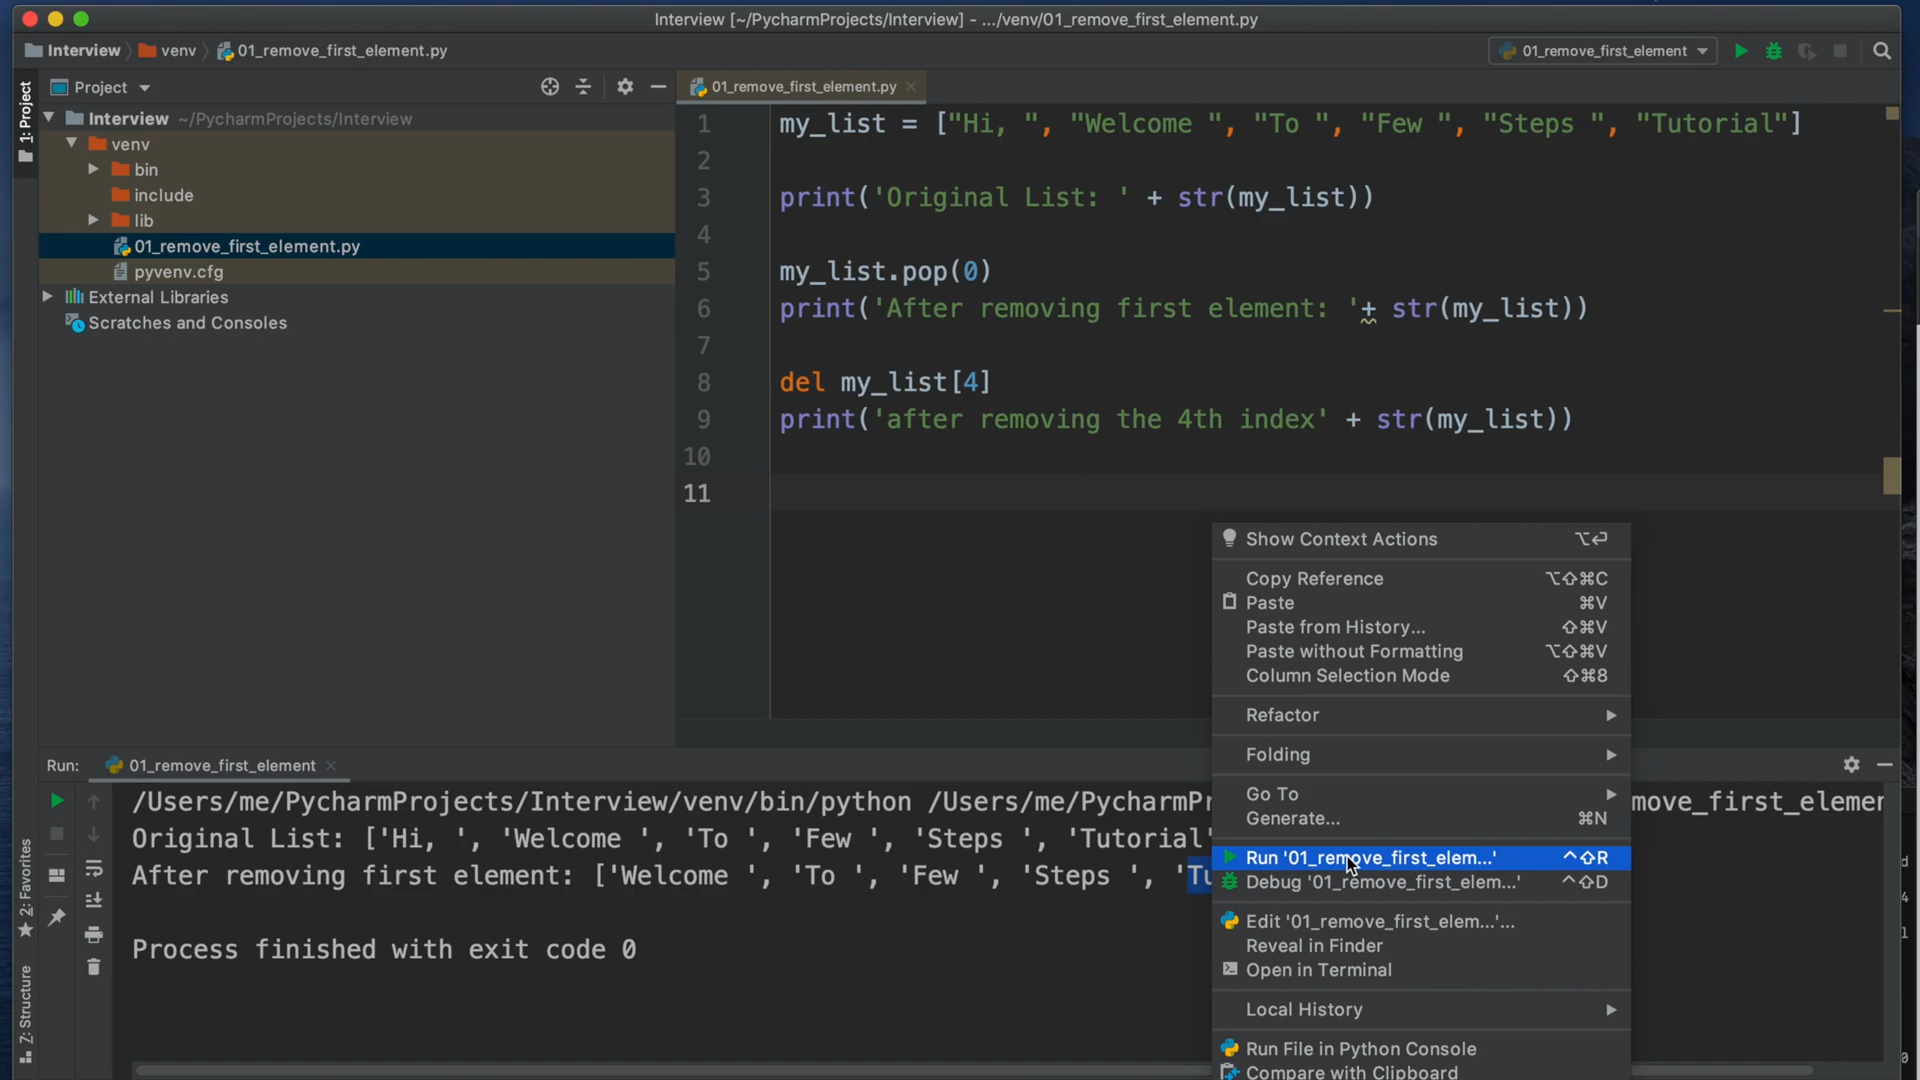 Interview [~/PycharmProjects/Interview] - .../venv/01_remove_first_element.py
Interview venv 01_remove_first_element.py
01_remove_first_element
1: Project
Project
01_remove_first_element.py
Interview ~/PycharmProjects/Interview
venv
bin
include
lib
01_remove_first_element.py
pyvenv.cfg
External Libraries
Scratches and Consoles
1 my_list = ["Hi, ", "Welcome ", "To ", "Few ", "Steps ", "Tutorial"]
2
3 print('Original List: ' + str(my_list))
4
5 my_list.pop(0)
6 print('After removing first element: '+ str(my_list))
7
8 del my_list[4]
9 print('after removing the 4th index' + str(my_list))
10
11
Show Context Actions ⌥⏎
Copy Reference ⌥⇧⌘C
Paste ⌘V
Paste from History... ⇧⌘V
Paste without Formatting ⌥⇧⌘V
Column Selection Mode ⇧⌘8
Refactor
Folding
Go To
Generate... ⌘N
Run '01_remove_first_elem...' ^⇧R
Debug '01_remove_first_elem...' ^⇧D
Edit '01_remove_first_elem...'...
Reveal in Finder
Open in Terminal
Local History
Run File in Python Console
Compare with Clipboard
Run: 01_remove_first_element
/Users/me/PycharmProjects/Interview/venv/bin/python /Users/me/PycharmPr move_first_elemen
Original List: ['Hi, ', 'Welcome ', 'To ', 'Few ', 'Steps ', 'Tutorial'
After removing first element: ['Welcome ', 'To ', 'Few ', 'Steps ', 'Tu
Process finished with exit code 0
2: Favorites
Z: Structure